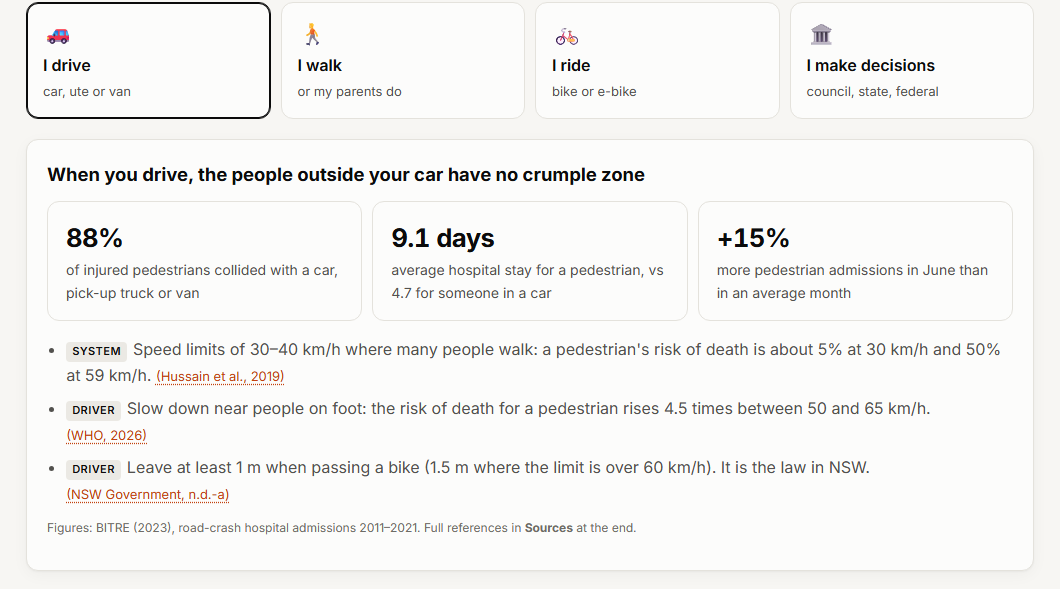 I drive
car, ute or van
I walk
or my parents do
I ride
bike or e-bike
I make decisions
council, state, federal
When you drive, the people outside your car have no crumple zone
88%
of injured pedestrians collided with a car,
pick-up truck or van
9.1 days
average hospital stay for a pedestrian, vs
4.7 for someone in a car
+15%
more pedestrian admissions in June than
in an average month
SYSTEM Speed limits of 30–40 km/h where many people walk: a pedestrian's risk of death is about 5% at 30 km/h and 50%
at 59 km/h. (Hussain et al., 2019)
DRIVER Slow down near people on foot: the risk of death for a pedestrian rises 4.5 times between 50 and 65 km/h.
(WHO, 2026)
DRIVER Leave at least 1 m when passing a bike (1.5 m where the limit is over 60 km/h). It is the law in NSW.
(NSW Government, n.d.-a)
Figures: BITRE (2023), road-crash hospital admissions 2011–2021. Full references in Sources at the end.